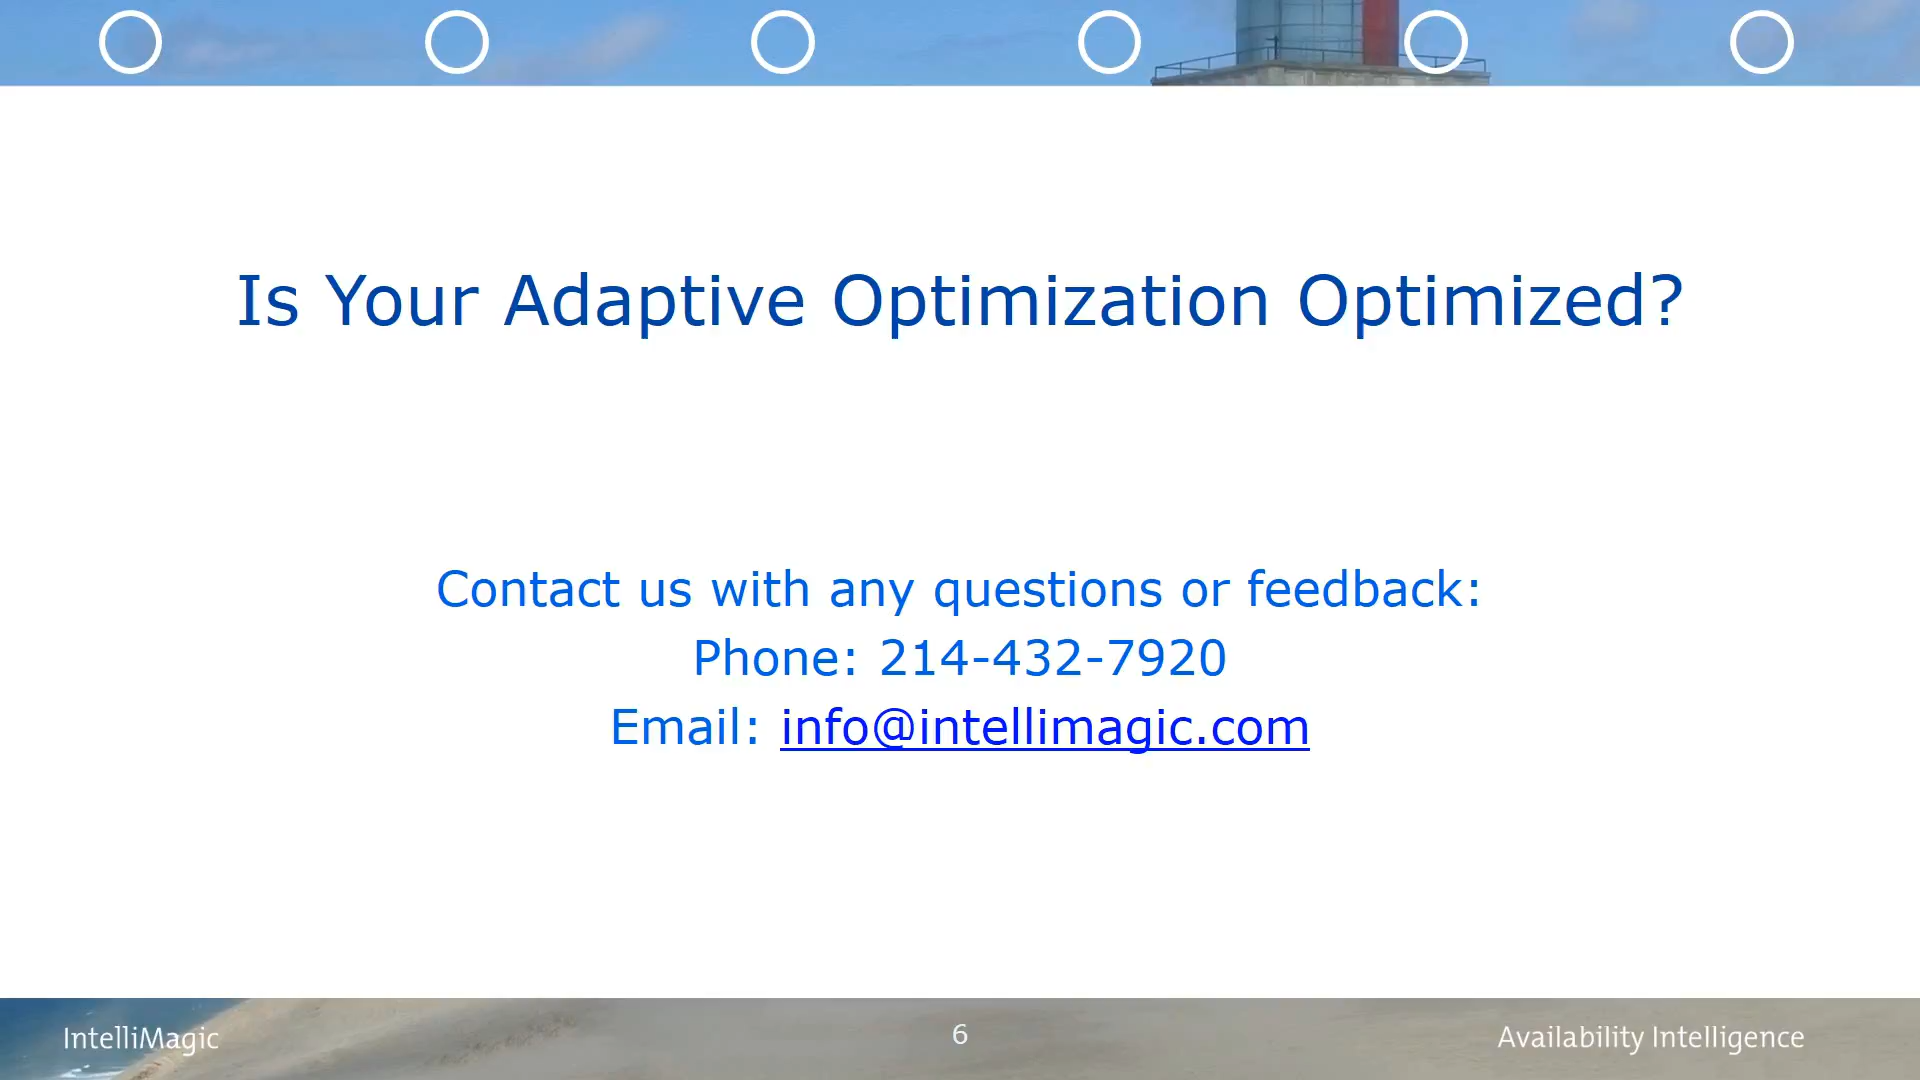 Is Your Adaptive Optimization Optimized?
Contact us with any questions or feedback:
Phone: 214-432-7920
Email: info@intellimagic.com
IntelliMagic
6
Availability Intelligence